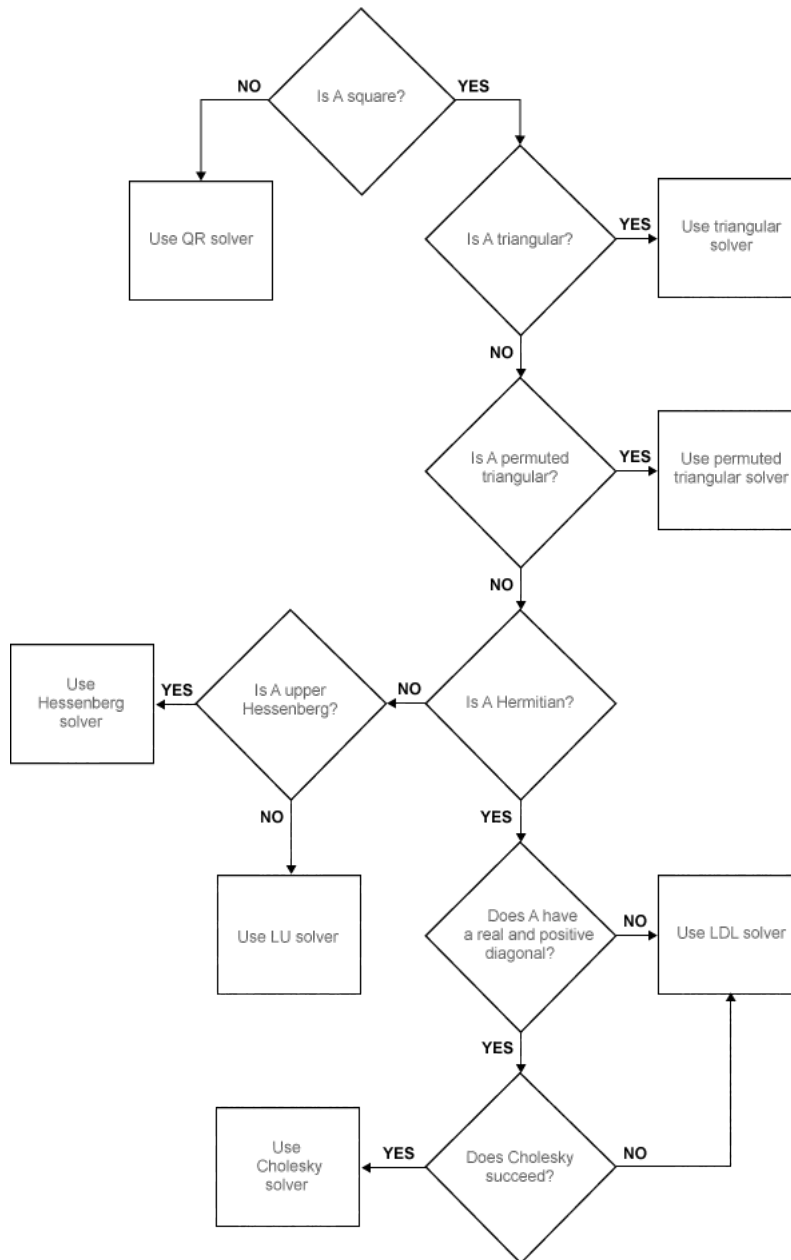 NO
YES
Is A square?
Use QR solver
Is A triangular?
YES
Use triangular
solver
NO
Is A permuted
triangular?
YES
Use permuted
triangular solver
NO
Use
Hessenberg
solver
YES
Is A upper
Hessenberg?
NO
Is A Hermitian?
NO
YES
Use LU solver
Does A have
a real and positive
diagonal?
NO
Use LDL solver
YES
Use
Cholesky
solver
YES
Does Cholesky
succeed?
NO